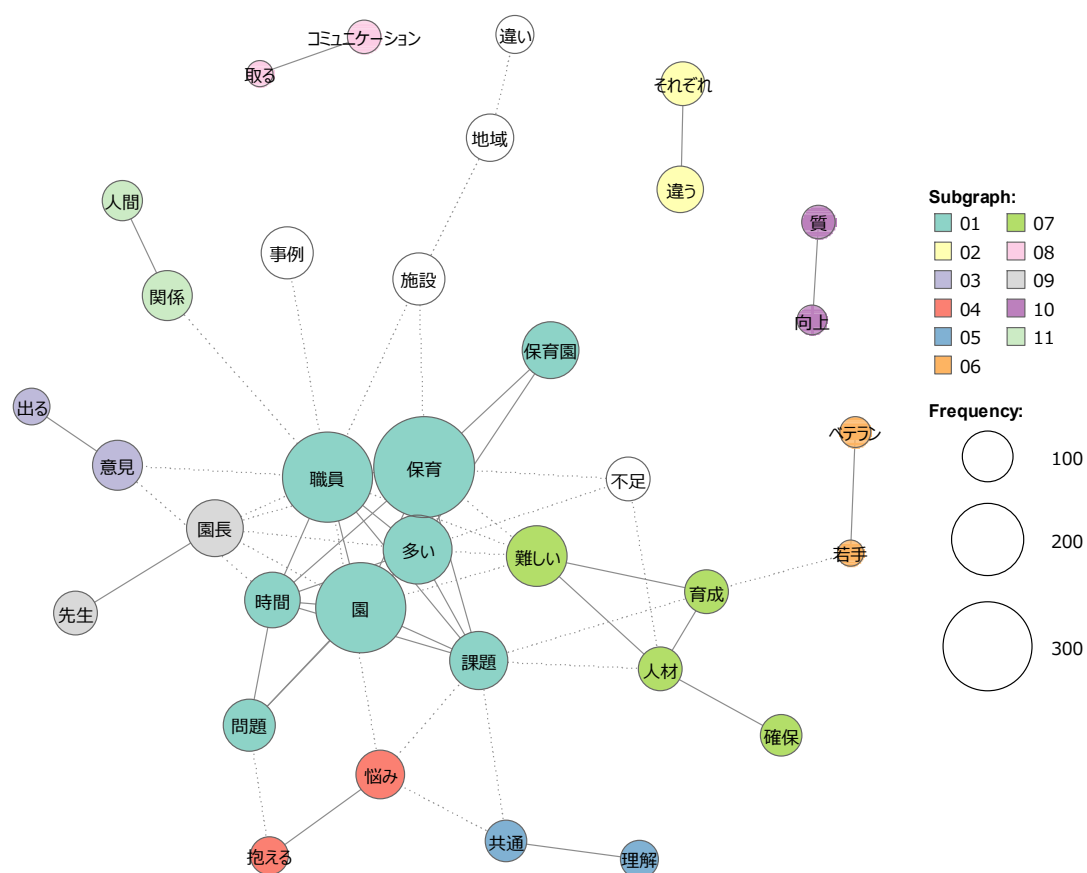 コミュニケーション
取る
違い
それぞれ
地域
違う
人間
質
事例
施設
関係
向上
保育園
出る
意見
職員
保育
不足
ベテラン
園長
多い
難しい
若手
先生
時間
園
育成
課題
人材
問題
確保
悩み
抱える
共通
理解
Subgraph:
01 07
02 08
03 09
04 10
05 11
06
Frequency:
100
200
300